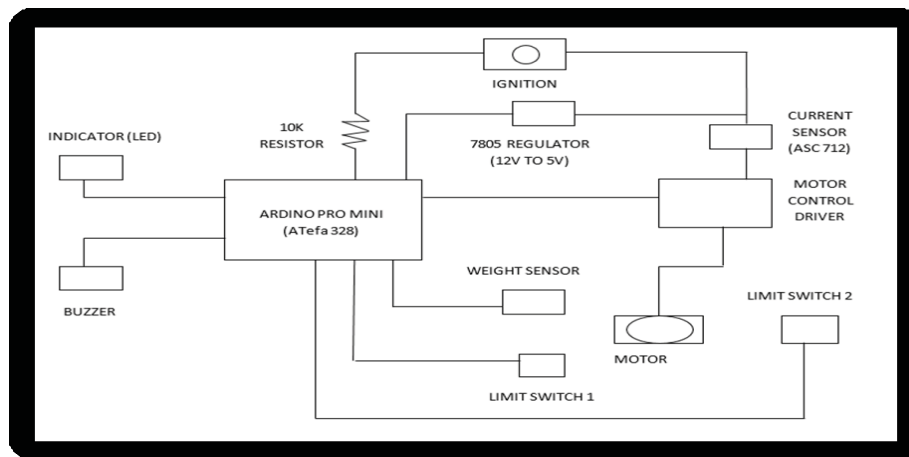 IGNITION
10K
RESISTOR
7805 REGULATOR
(12V TO 5V)
CURRENT
SENSOR
(ASC 712)
INDICATOR (LED)
MOTOR
CONTROL
DRIVER
ARDINO PRO MINI
(ATefa 328)
WEIGHT SENSOR
LIMIT SWITCH 2
BUZZER
MOTOR
LIMIT SWITCH 1